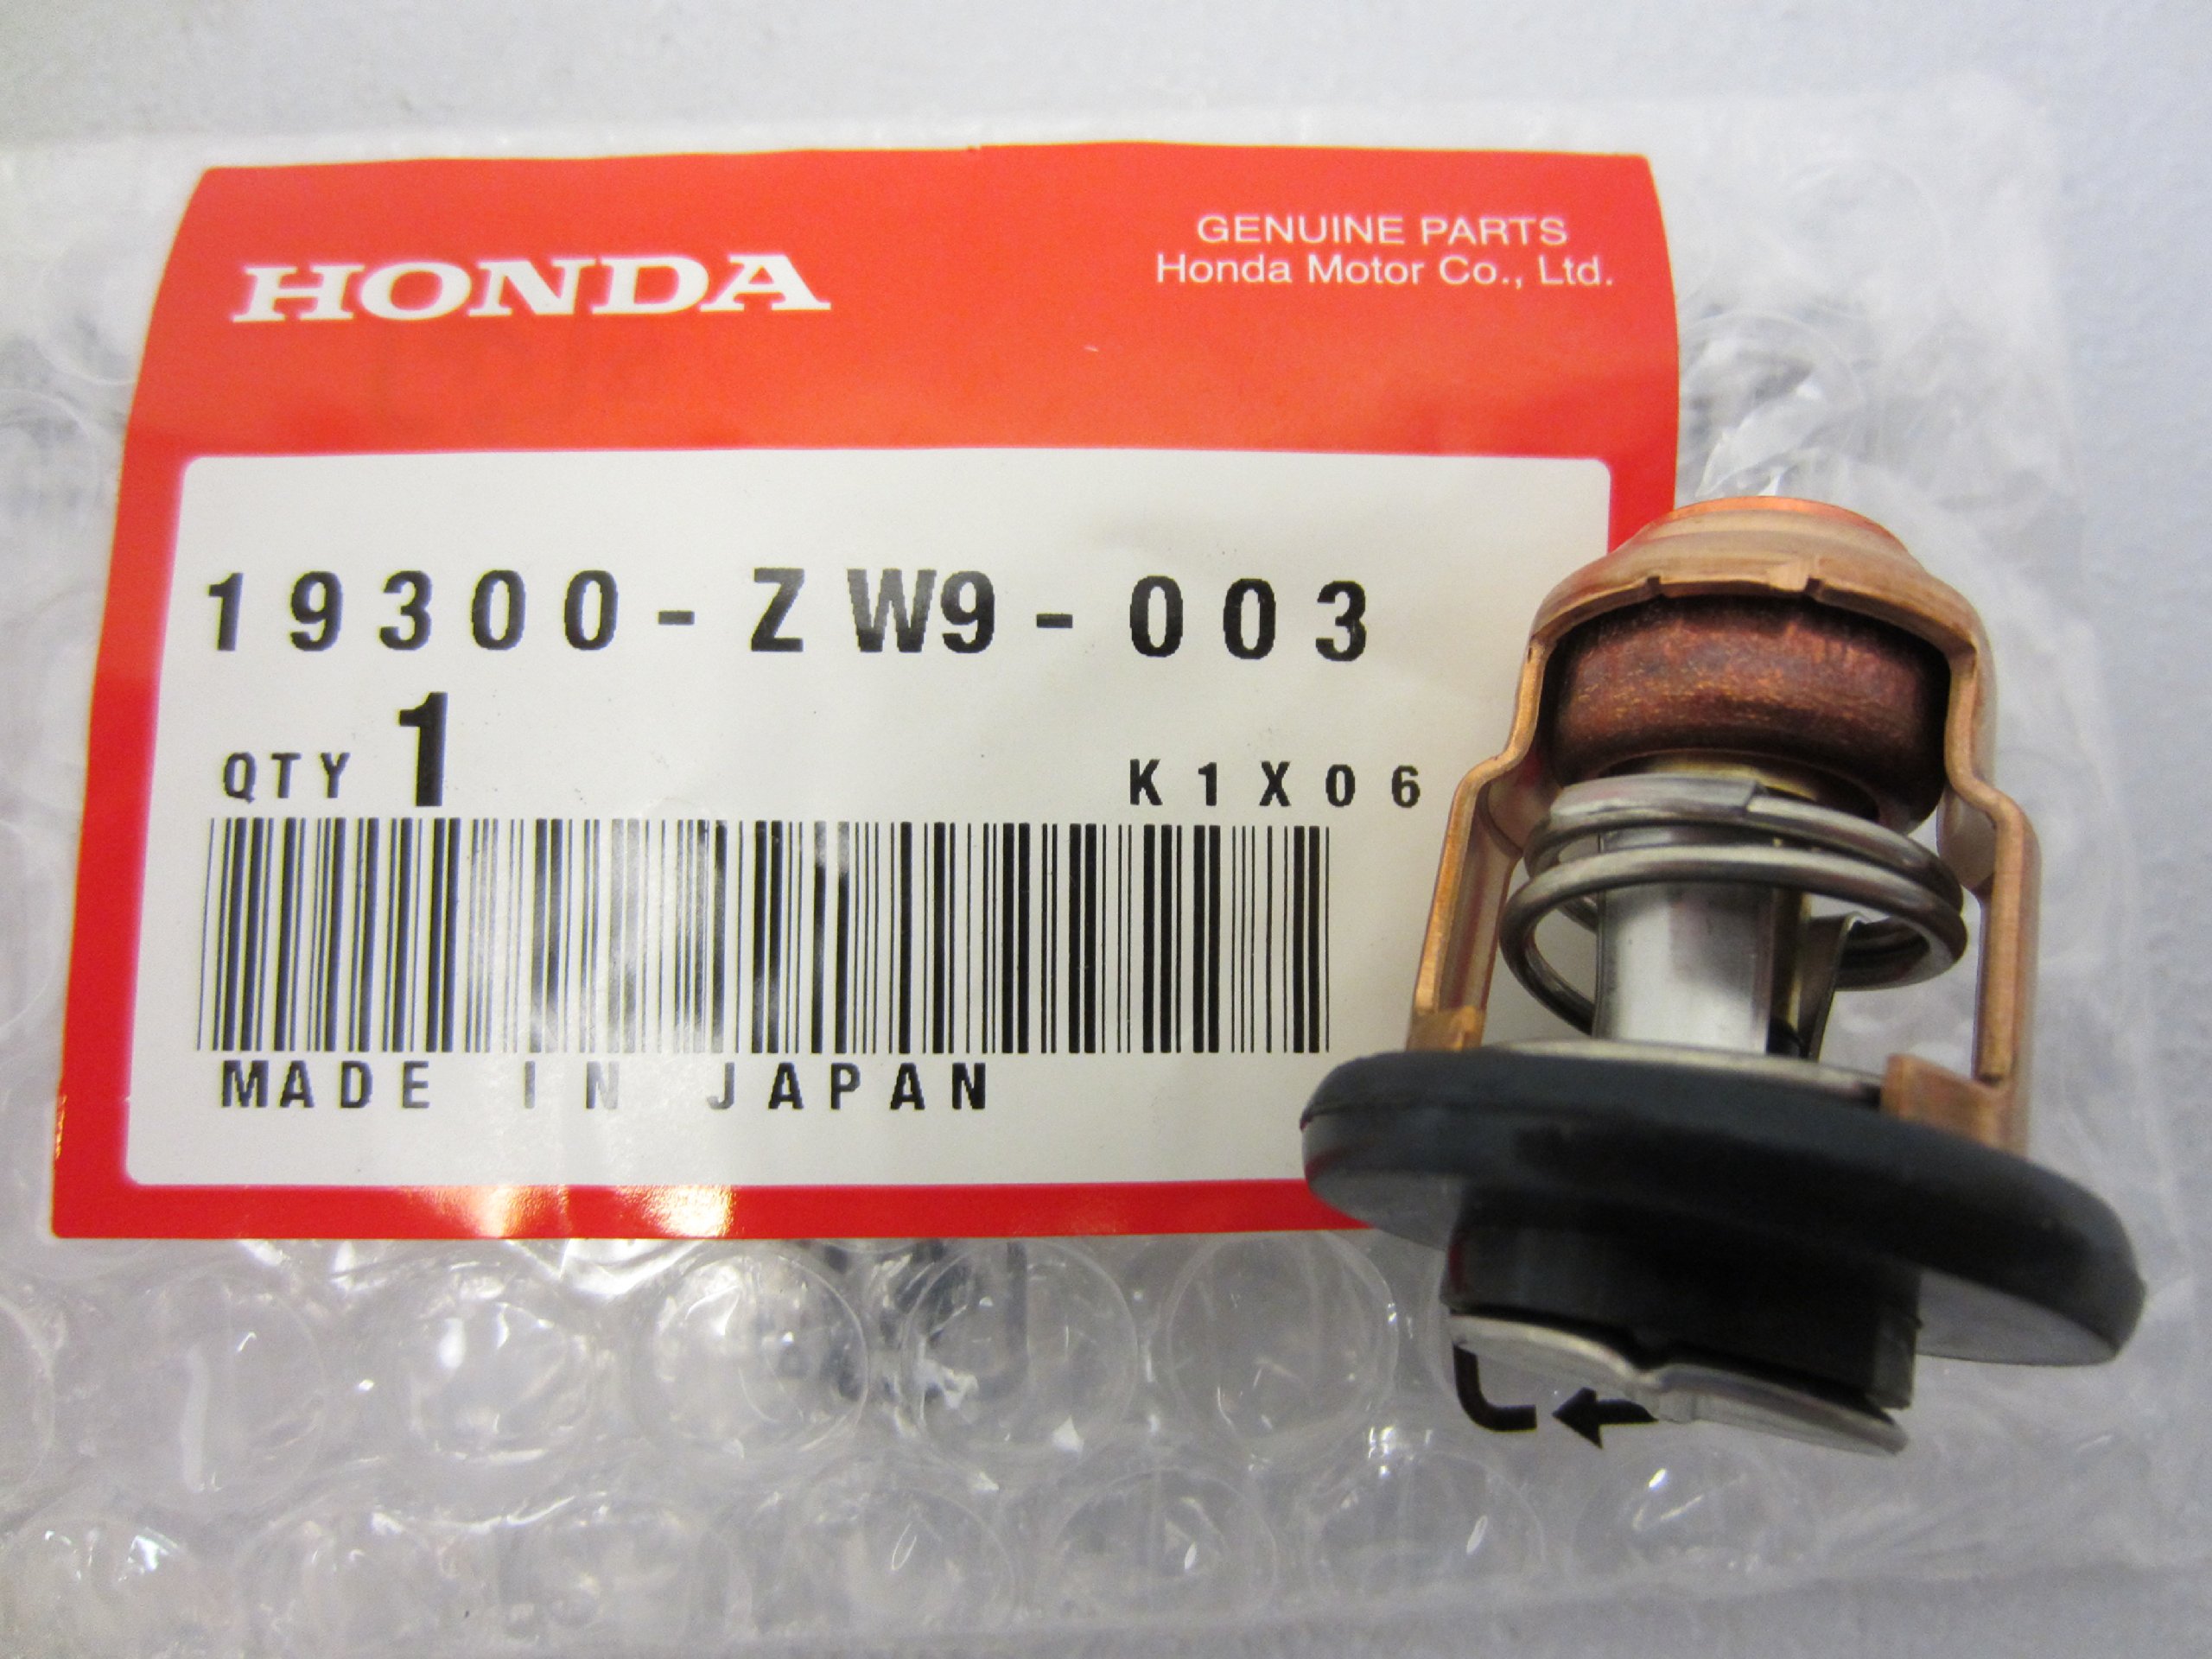 HONDA
GENUINE PARTS
Honda Motor Co., Ltd.
19300-ZW9-003
QTY 1
K1X06
MADE IN JAPAN